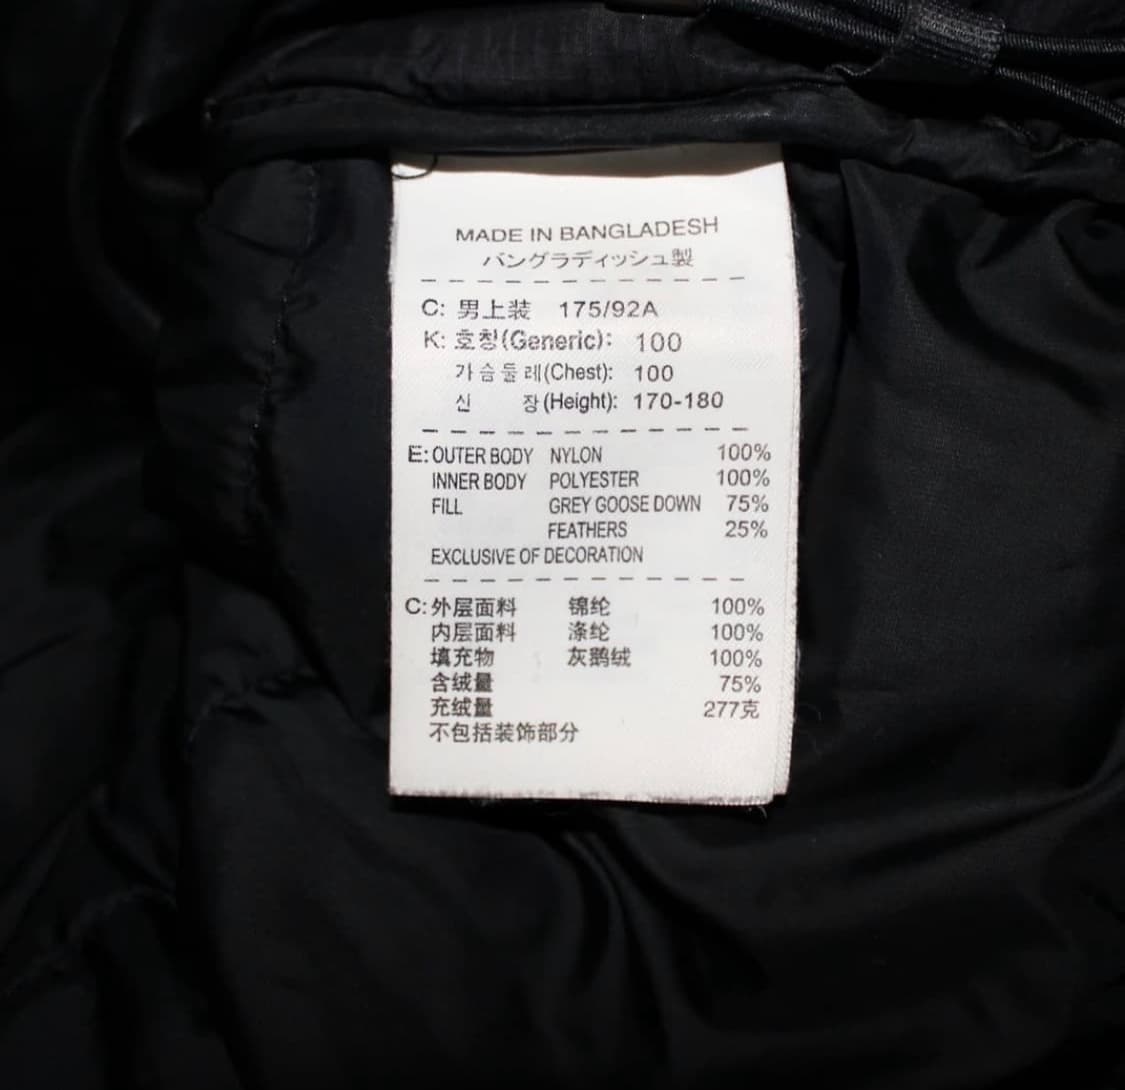 MADE IN BANGLADESH
バングラディッシュ製
C: 男上装 175/92A
K: 호칭(Generic): 100
가슴둘레(Chest): 100
신 장(Height): 170-180
E: OUTER BODY NYLON 100%
INNER BODY POLYESTER 100%
FILL GREY GOOSE DOWN 75%
FEATHERS 25%
EXCLUSIVE OF DECORATION
C: 外层面料 锦纶 100%
内层面料 涤纶 100%
填充物 灰鹅绒 100%
含绒量 75%
充绒量 277克
不包括装饰部分